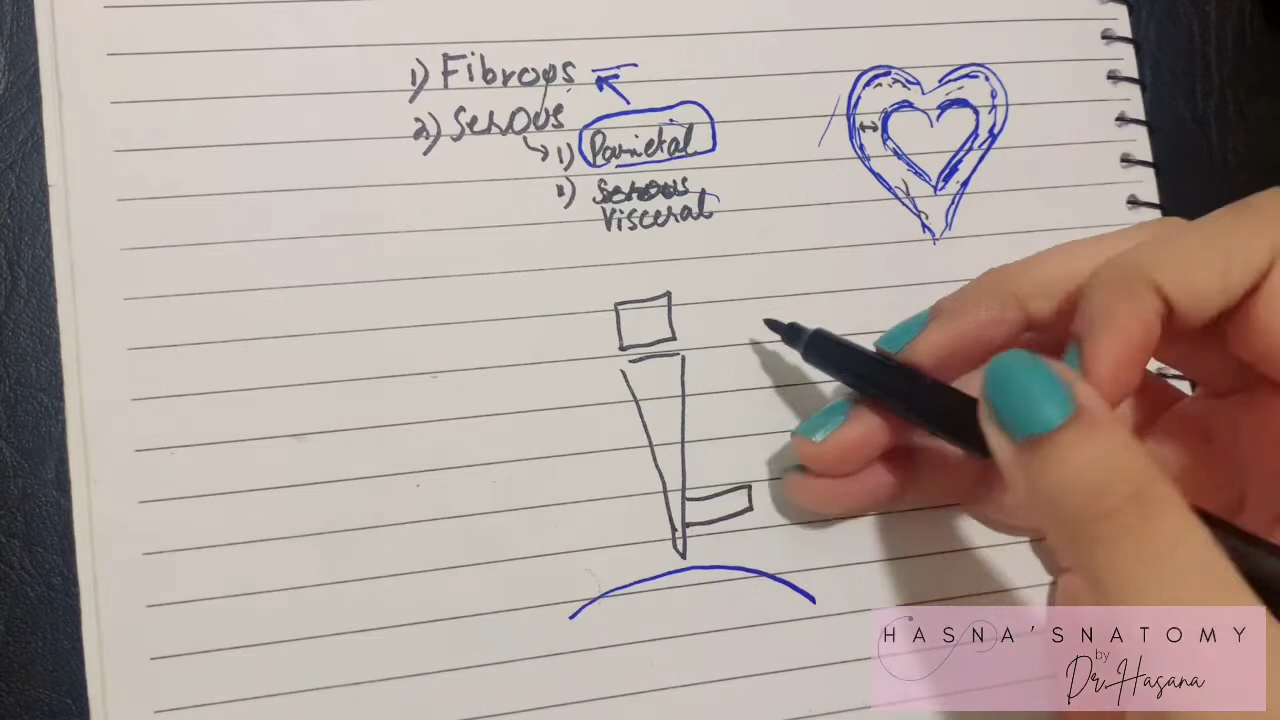 1) Fibrous
2) Serous
1) Parietal
2) Serous
Visceral
HASNA'SNATOMY
by
Dr.Hasana